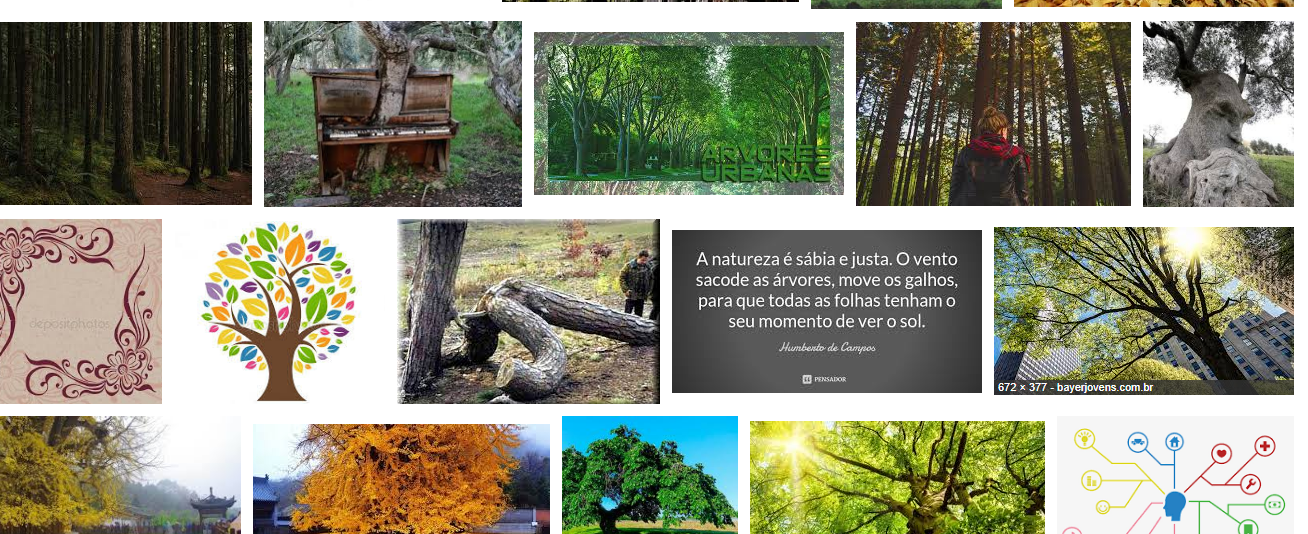 ARVORES
URBANAS
depositphotos
A natureza é sábia e justa. O vento
sacode as árvores, move os galhos,
para que todas as folhas tenham o
seu momento de ver o sol.
Humberto de Campos
PENSADOR
672 × 377 - bayerjovens.com.br